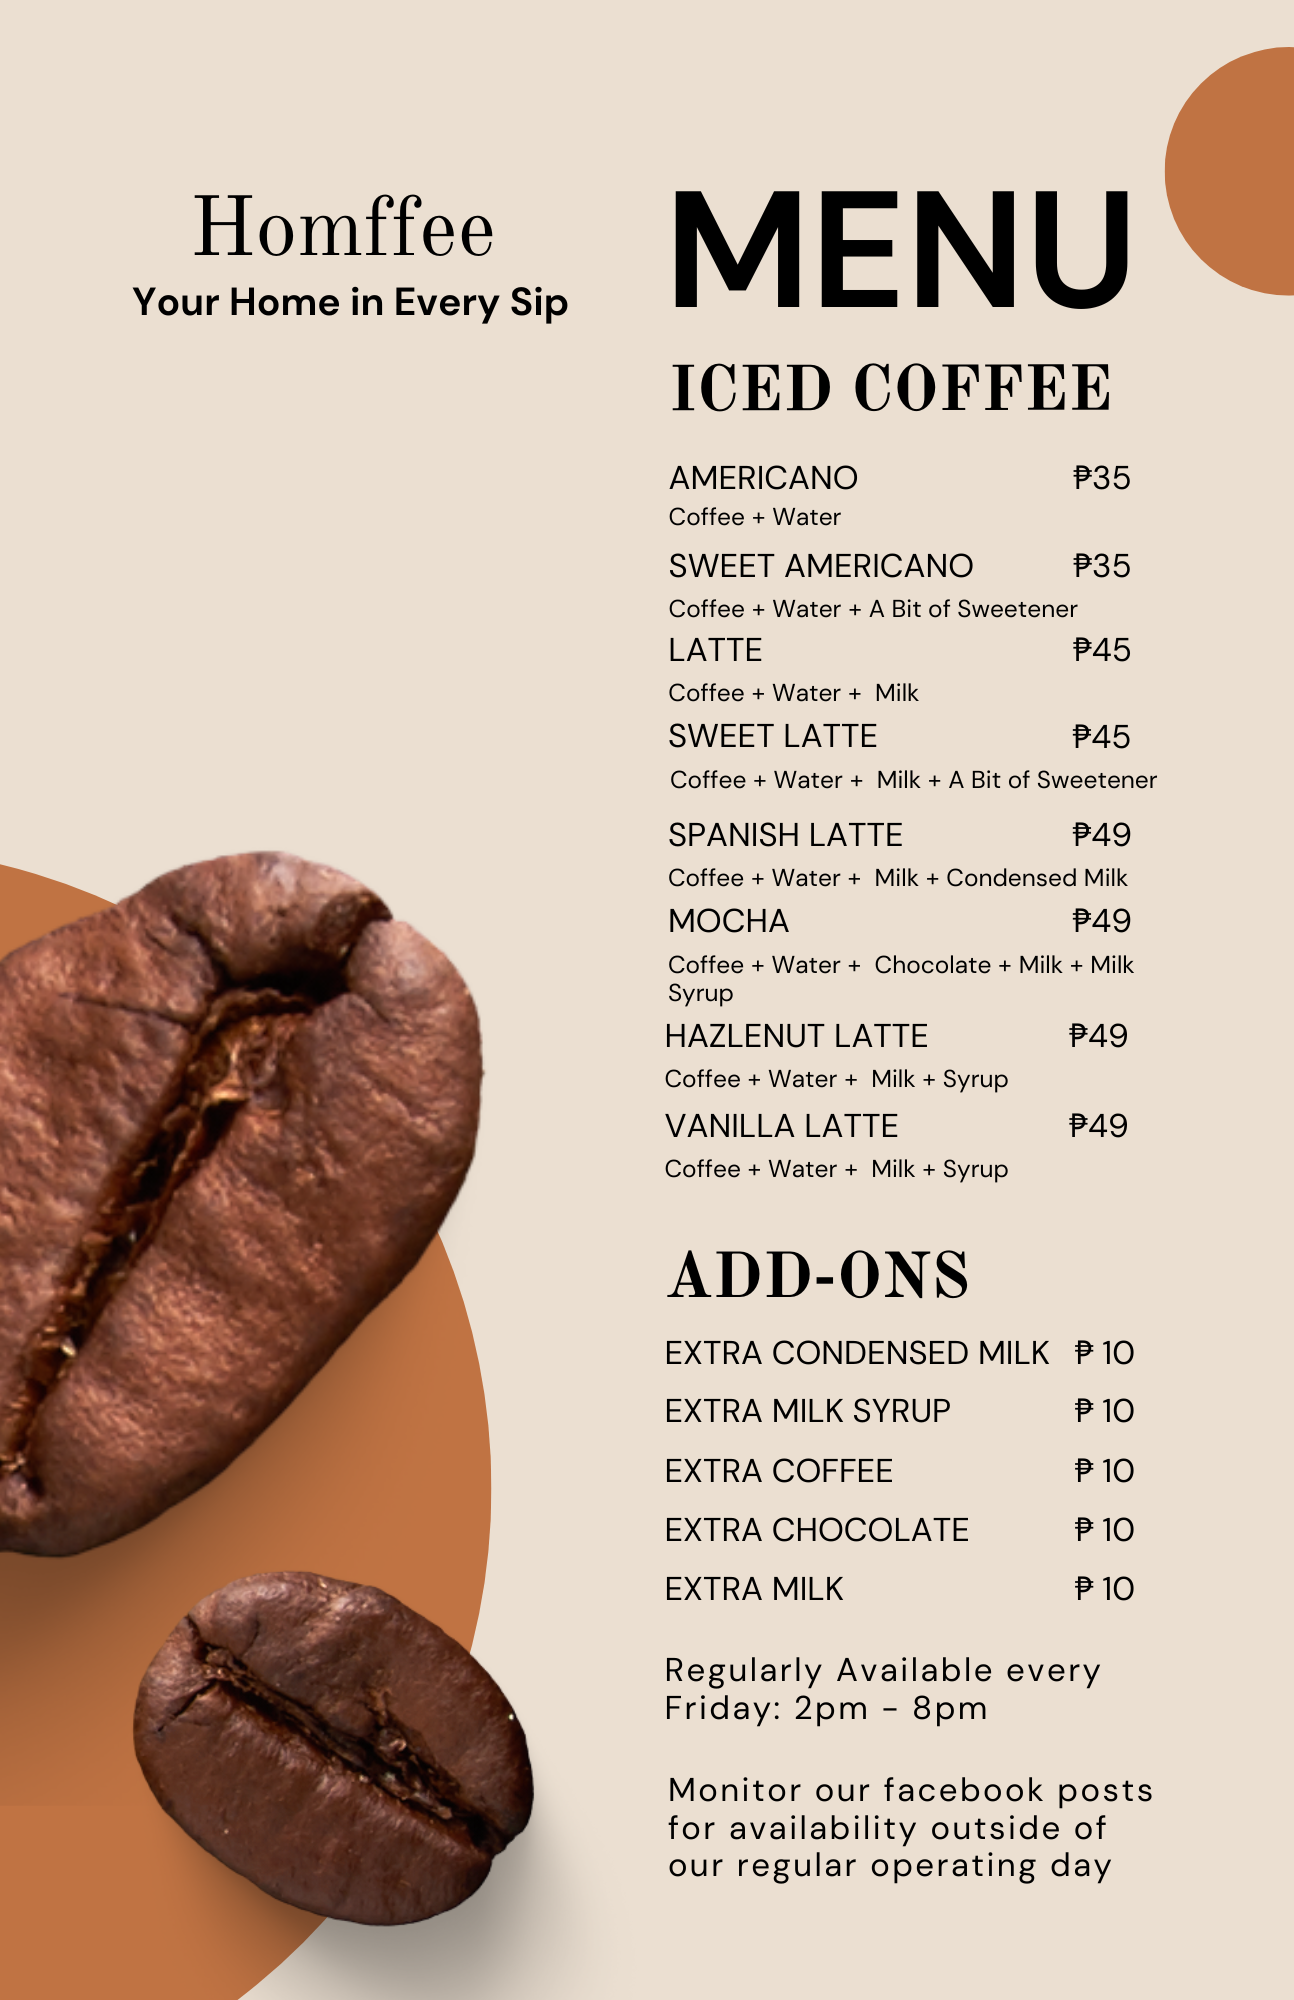 Homffee
Your Home in Every Sip
MENU
ICED COFFEE
AMERICANO ₱35
Coffee + Water
SWEET AMERICANO ₱35
Coffee + Water + A Bit of Sweetener
LATTE ₱45
Coffee + Water + Milk
SWEET LATTE ₱45
Coffee + Water + Milk + A Bit of Sweetener
SPANISH LATTE ₱49
Coffee + Water + Milk + Condensed Milk
MOCHA ₱49
Coffee + Water + Chocolate + Milk + Milk
Syrup
HAZLENUT LATTE ₱49
Coffee + Water + Milk + Syrup
VANILLA LATTE ₱49
Coffee + Water + Milk + Syrup
ADD-ONS
EXTRA CONDENSED MILK ₱ 10
EXTRA MILK SYRUP ₱ 10
EXTRA COFFEE ₱ 10
EXTRA CHOCOLATE ₱ 10
EXTRA MILK ₱ 10
Regularly Available every
Friday: 2pm - 8pm
Monitor our facebook posts
for availability outside of
our regular operating day